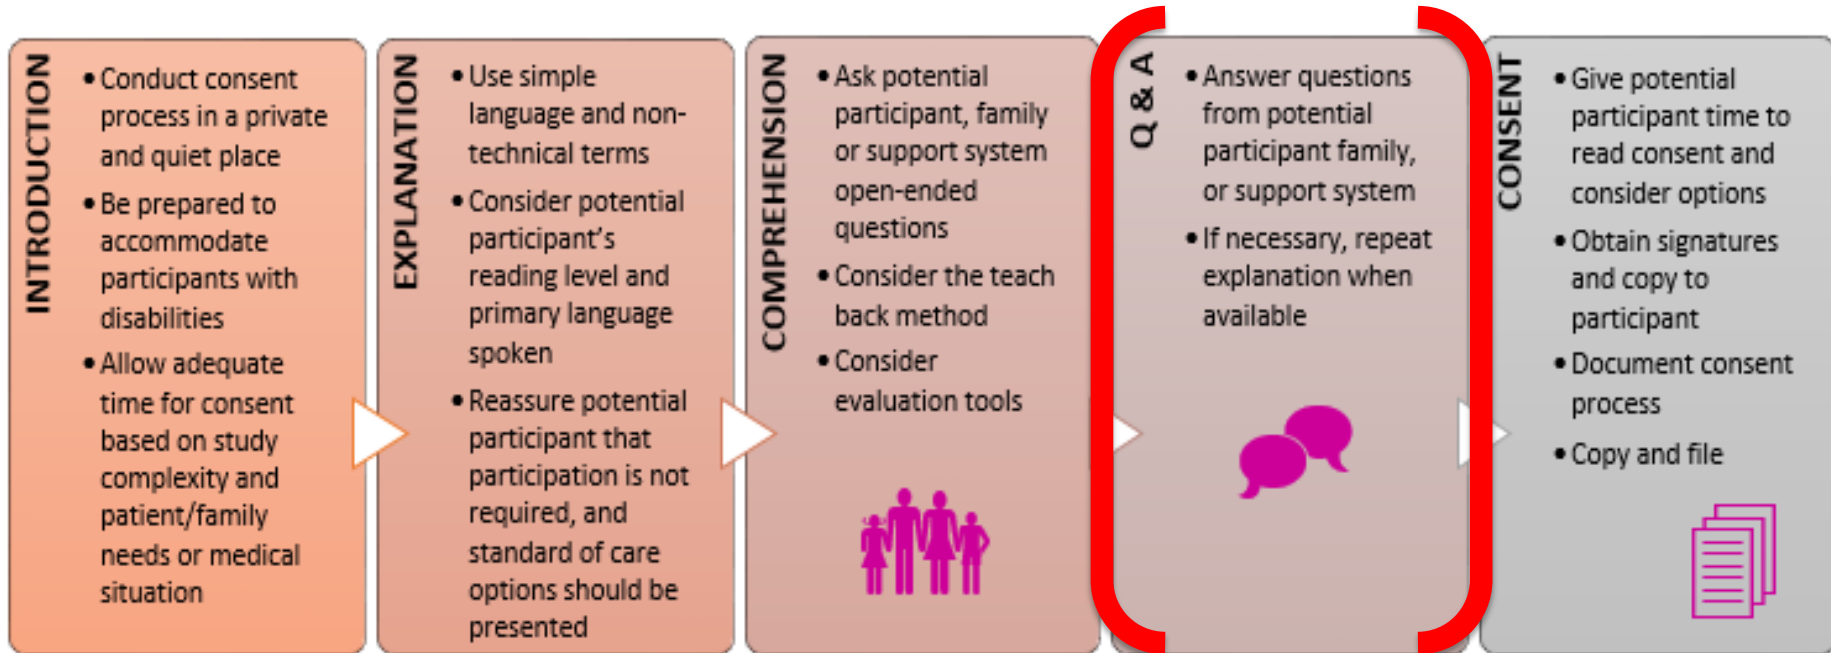 INTRODUCTION
• Conduct consent
process in a private
and quiet place
• Be prepared to
accommodate
participants with
disabilities
• Allow adequate
time for consent
based on study
complexity and
patient/family
needs or medical
situation
EXPLANATION
• Use simple
language and non-
technical terms
• Consider potential
participant's
reading level and
primary language
spoken
• Reassure potential
participant that
participation is not
required, and
standard of care
options should be
presented
COMPREHENSION
• Ask potential
participant, family
or support system
open-ended
questions
• Consider the teach
back method
• Consider
evaluation tools
Q & A
• Answer questions
from potential
participant family,
or support system
• If necessary, repeat
explanation when
available
CONSENT
• Give potential
participant time to
read consent and
consider options
• Obtain signatures
and copy to
participant
• Document consent
process
• Copy and file